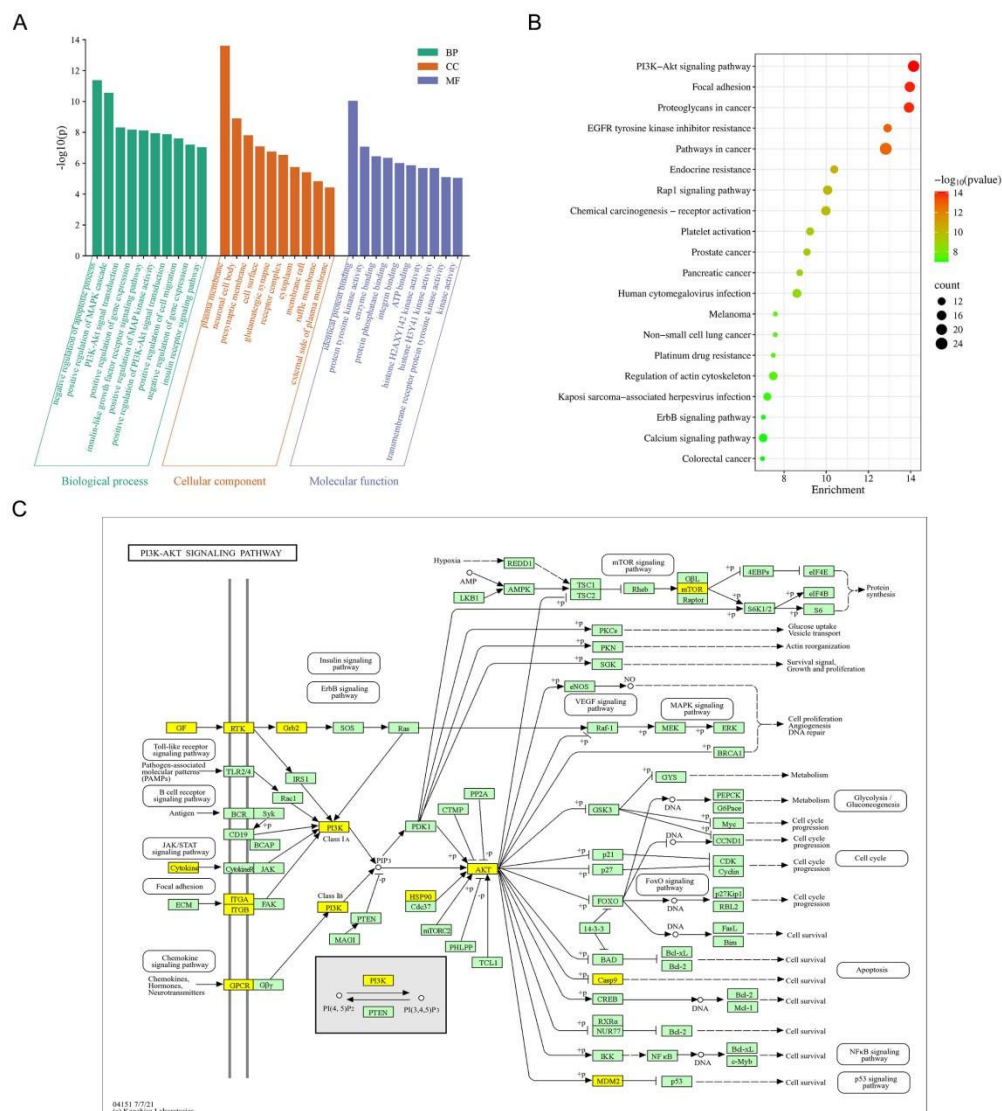 A
BP
CC
MF
14
12
10
8
6
4
2
0
-log10(p)
negative regulation of apoptotic process
positive regulation of MAPK cascade
PI3K-Akt signal transduction
positive regulation of gene expression
insulin-like growth factor receptor signaling pathway
positive regulation of MAP kinase activity
positive regulation of PI3K-Akt signal transduction
positive regulation of cell migration
negative regulation of gene expression
insulin receptor signaling pathway
plasma membrane
neuronal cell body
presynaptic membrane
cell surface
glutamatergic synapse
receptor complex
cytoplasm
membrane raft
ruffle membrane
external side of plasma membrane
identical protein binding
protein tyrosine kinase activity
enzyme binding
protein phosphatase binding
integrin binding
ATP binding
histone H2AXY142 kinase activity
histone H3Y41 kinase activity
transmembrane receptor protein tyrosine kinase activity
kinase activity
Biological process
Cellular component
Molecular function
B
PI3K-Akt signaling pathway
Focal adhesion
Proteoglycans in cancer
EGFR tyrosine kinase inhibitor resistance
Pathways in cancer
Endocrine resistance
Rap1 signaling pathway
Chemical carcinogenesis - receptor activation
Platelet activation
Prostate cancer
Pancreatic cancer
Human cytomegalovirus infection
Melanoma
Non-small cell lung cancer
Platinum drug resistance
Regulation of actin cytoskeleton
Kaposi sarcoma-associated herpesvirus infection
ErbB signaling pathway
Calcium signaling pathway
Colorectal cancer
8 10 12 14
Enrichment
-log10(pvalue)
14
12
10
8
count
12
16
20
24
C
PI3K-AKT SIGNALING PATHWAY
Hypoxia
REDD1
AMP
LKB1
AMPK
TSC1
TSC2
+p
Rheb
mTOR signaling
pathway
GβL
mTOR
Raptor
+p
+p
4EBPs
eIF4E
S6K1/2
eIF4B
S6
Protein
synthesis
+p
PKCs
Glucose uptake
Vesicle transport
+p
PKN
Actin reorganization
+p
SGK
Survival signal,
Growth and proliferation
Insulin signaling
pathway
ErbB signaling
pathway
+p
eNOS
NO
VEGF signaling
pathway
MAPK signaling
pathway
Cell proliferation
Angiogenesis
DNA repair
GF
RTK
Grb2
SOS
Ras
Raf-1
MEK
ERK
+p
+p
+p
BRCA1
Toll-like receptor
signaling pathway
Pathogen-associated
molecular patterns
(PAMPs)
TLR2/4
IRS1
Rac1
B cell receptor
signaling pathway
Antigen
BCR
Syk
+p
CD19
BCAP
PI3K
Class IA
JAK/STAT
signaling pathway
Cytokine
CytokineR
JAK
Focal adhesion
ECM
ITGA
ITGB
FAK
Chemokine
signaling pathway
Chemokines,
Hormones,
Neurotransmitters
GPCR
Gβγ
Class IB
PI3K
PIP3
-p
PTEN
MAGI
PDK1
CTMP
PP2A
AKT
HSP90
Cdc37
mTORC2
PHLPP
TCL1
PI3K
PI(4, 5)P2
PI(3,4,5)P3
PTEN
GYS
Metabolism
GSK3
+p
DNA
PEPCK
G6Pase
Metabolism
Glycolysis /
Gluconeogenesis
Myc
Cell cycle
progression
DNA
CCND1
Cell cycle
progression
+p
p21
+p
p27
CDK
Cyclin
Cell cycle
progression
Cell cycle
FoxO signaling
pathway
+p
FOXO
DNA
p27Kip1
RBL2
Cell cycle
progression
14-3-3
DNA
FasL
Bim
Cell survival
+p
BAD
Bcl-xL
Bcl-2
Cell survival
Apoptosis
+p
Casp9
Cell survival
+p
CREB
DNA
Bcl-2
Mcl-1
Cell survival
+p
RXRα
NUR77
Bcl-2
Cell survival
+p
IKK
NFκB
DNA
Bcl-xL
c-Myb
Cell survival
NFκB signaling
pathway
+p
MDM2
p53
Cell survival
p53 signaling
pathway
04151 7/7/21
(c) Kanehisa Laboratories